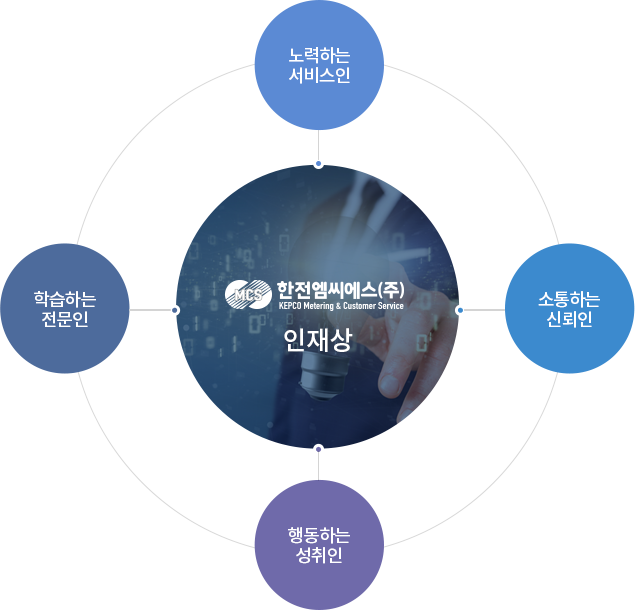 노력하는
서비스인
학습하는
전문인
MCS
한전엠씨에스(주)
KEPCO Metering & Customer Service
인재상
소통하는
신뢰인
행동하는
성취인